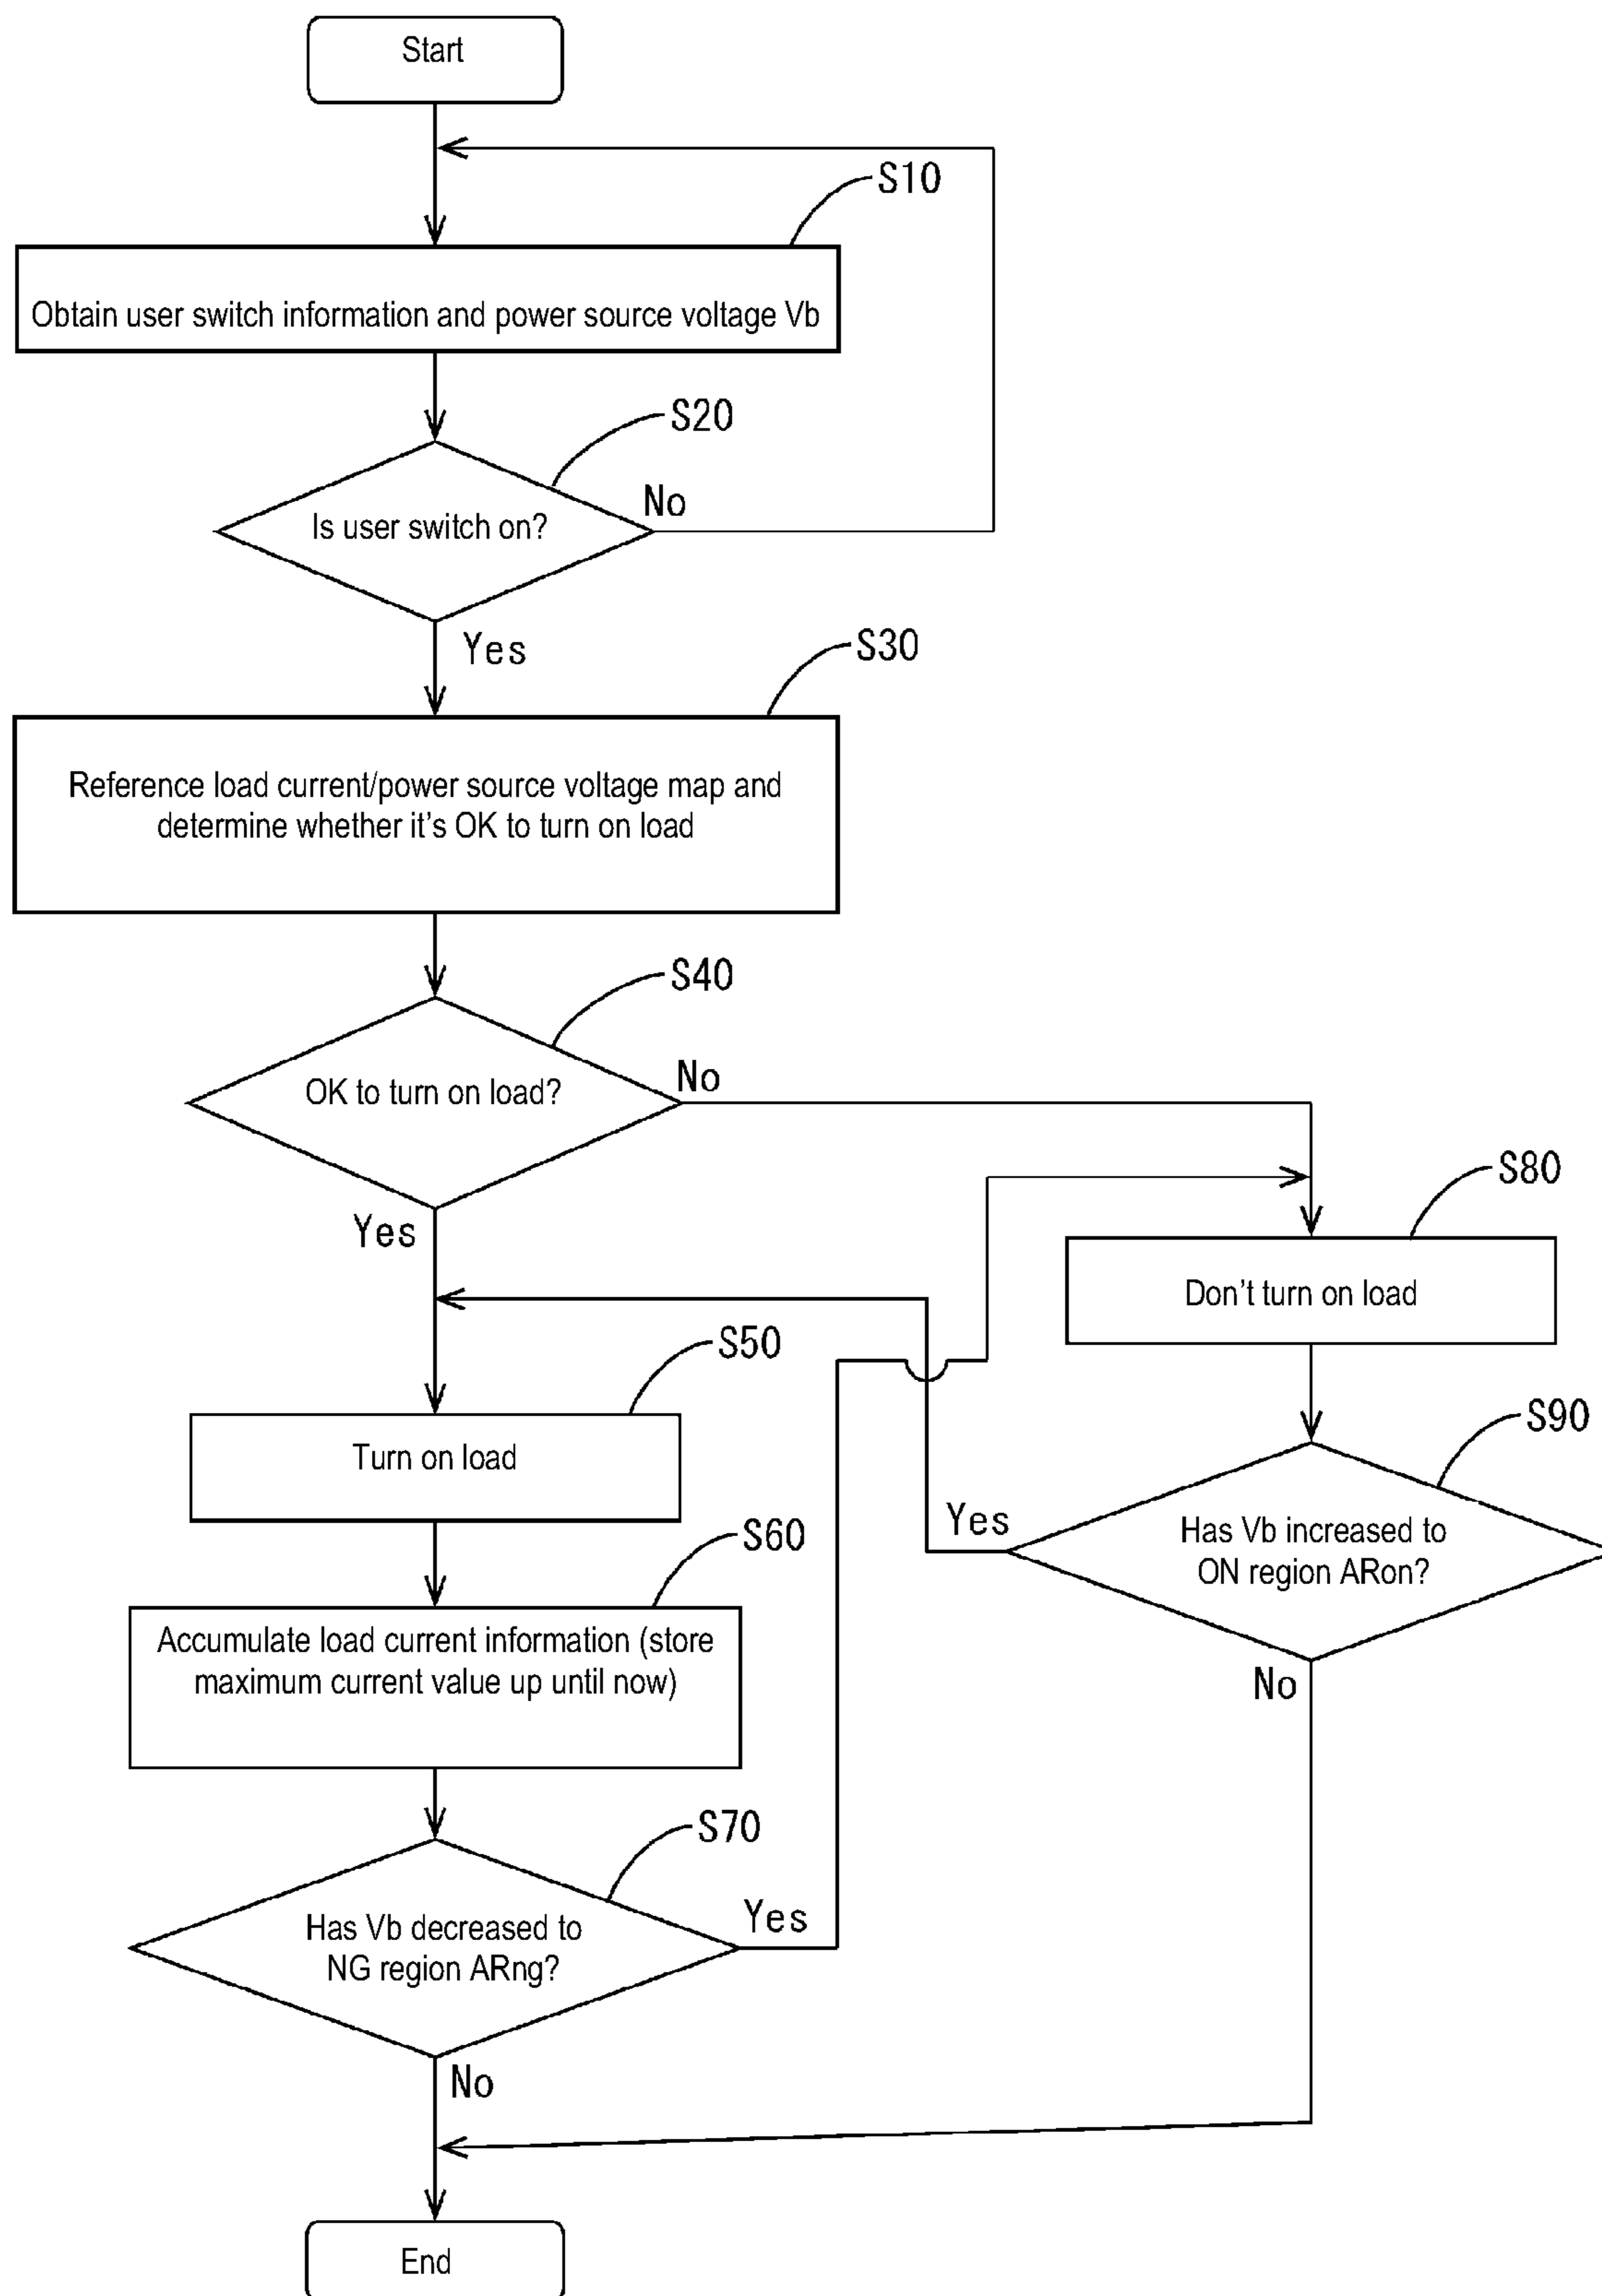 Start
S10
Obtain user switch information and power source voltage Vb
S20
Is user switch on?
No
Yes
S30
Reference load current/power source voltage map and
determine whether it's OK to turn on load
S40
OK to turn on load?
No
Yes
S80
Don't turn on load
S50
Turn on load
S90
Has Vb increased to
ON region ARon?
Yes
No
S60
Accumulate load current information (store
maximum current value up until now)
S70
Has Vb decreased to
NG region ARng?
Yes
No
End